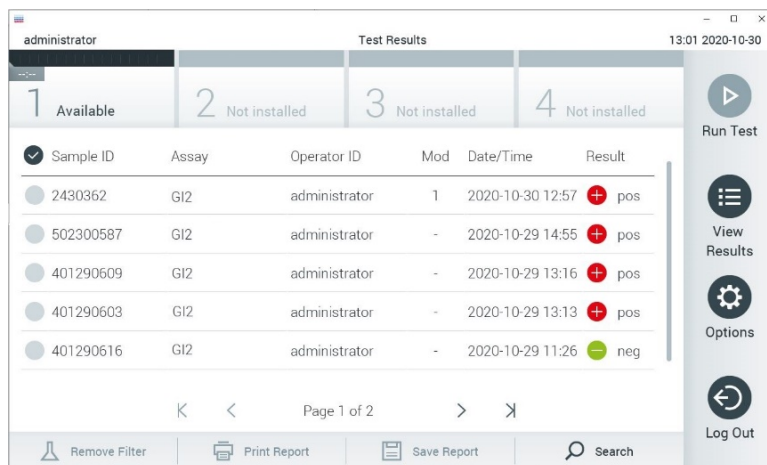 administrator Test Results 13:01 2020-10-30
--:--
1 Available 2 Not installed 3 Not installed 4 Not installed
Run Test
Sample ID Assay Operator ID Mod Date/Time Result
2430362 GI2 administrator 1 2020-10-30 12:57 pos
502300587 GI2 administrator - 2020-10-29 14:55 pos
View
Results
401290609 GI2 administrator - 2020-10-29 13:16 pos
401290603 GI2 administrator - 2020-10-29 13:13 pos
Options
401290616 GI2 administrator - 2020-10-29 11:26 neg
Page 1 of 2
Log Out
Remove Filter Print Report Save Report Search